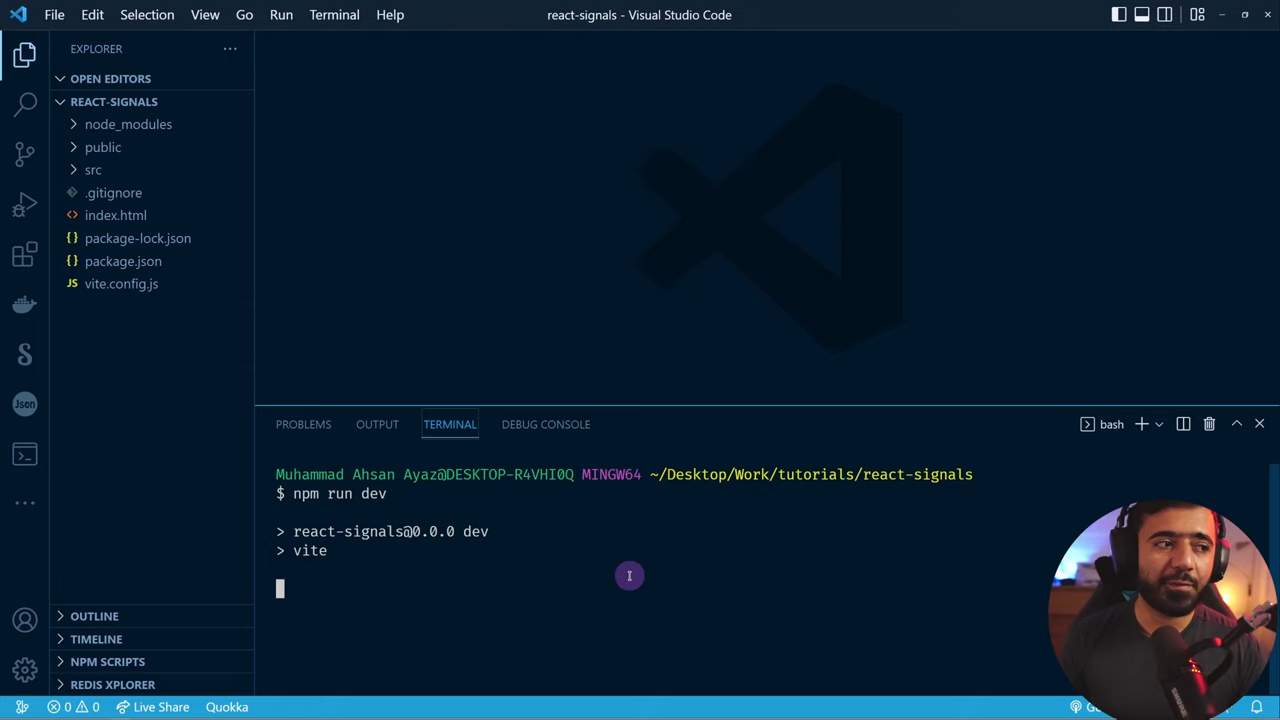 File Edit Selection View Go Run Terminal Help
react-signals - Visual Studio Code
EXPLORER
OPEN EDITORS
REACT-SIGNALS
node_modules
public
src
.gitignore
index.html
package-lock.json
package.json
vite.config.js
OUTLINE
TIMELINE
NPM SCRIPTS
REDIS XPLORER
Json
PROBLEMS OUTPUT TERMINAL DEBUG CONSOLE
bash
Muhammad Ahsan Ayaz@DESKTOP-R4VHI0Q MINGW64 ~/Desktop/Work/tutorials/react-signals
$ npm run dev
> react-signals@0.0.0 dev
> vite
0 0 Live Share Quokka